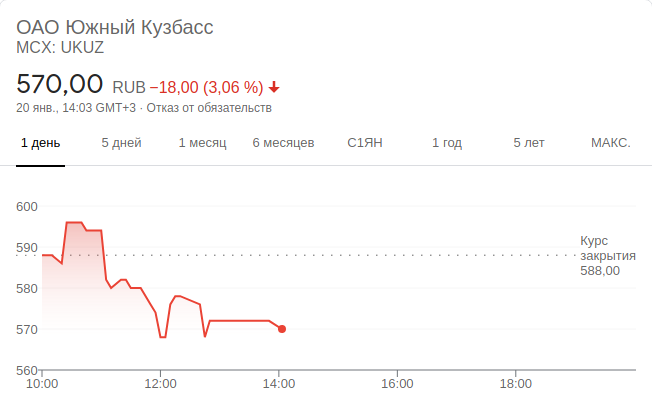 ОАО Южный Кузбасс
MCX: UKUZ
570,00 RUB −18,00 (3,06 %)
20 янв., 14:03 GMT+3 · Отказ от обязательств
1 день 5 дней 1 месяц 6 месяцев С1ЯН 1 год 5 лет МАКС.
600
590
580
570
560
Курс
закрытия
588,00
10:00 12:00 14:00 16:00 18:00